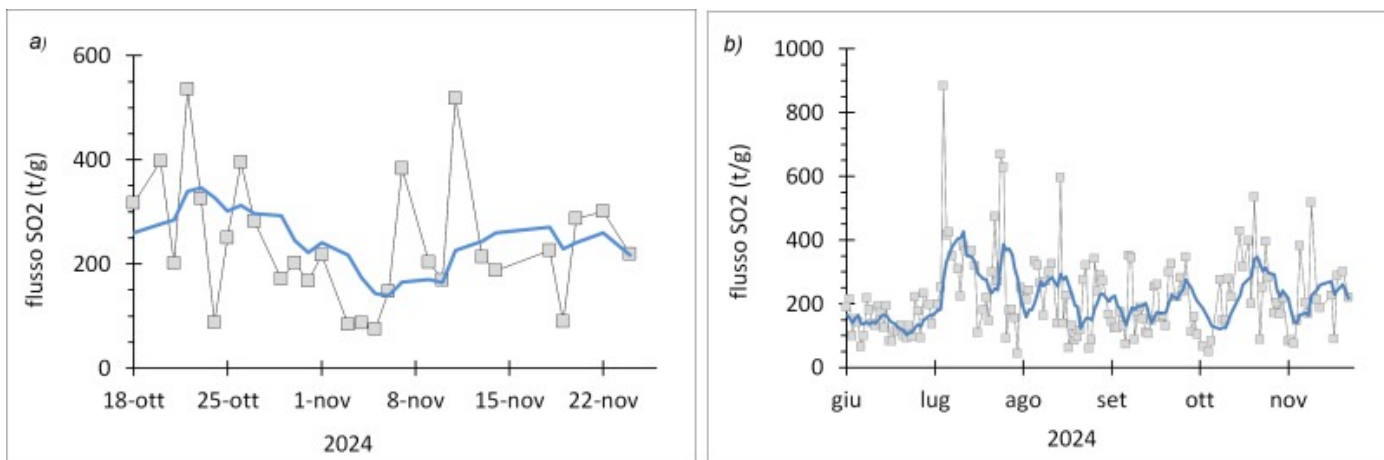 a)
flusso SO2 (t/g)
600
400
200
0
18-ott 25-ott 1-nov 8-nov 15-nov 22-nov
2024
b)
flusso SO2 (t/g)
1000
800
600
400
200
0
giu lug ago set ott nov
2024